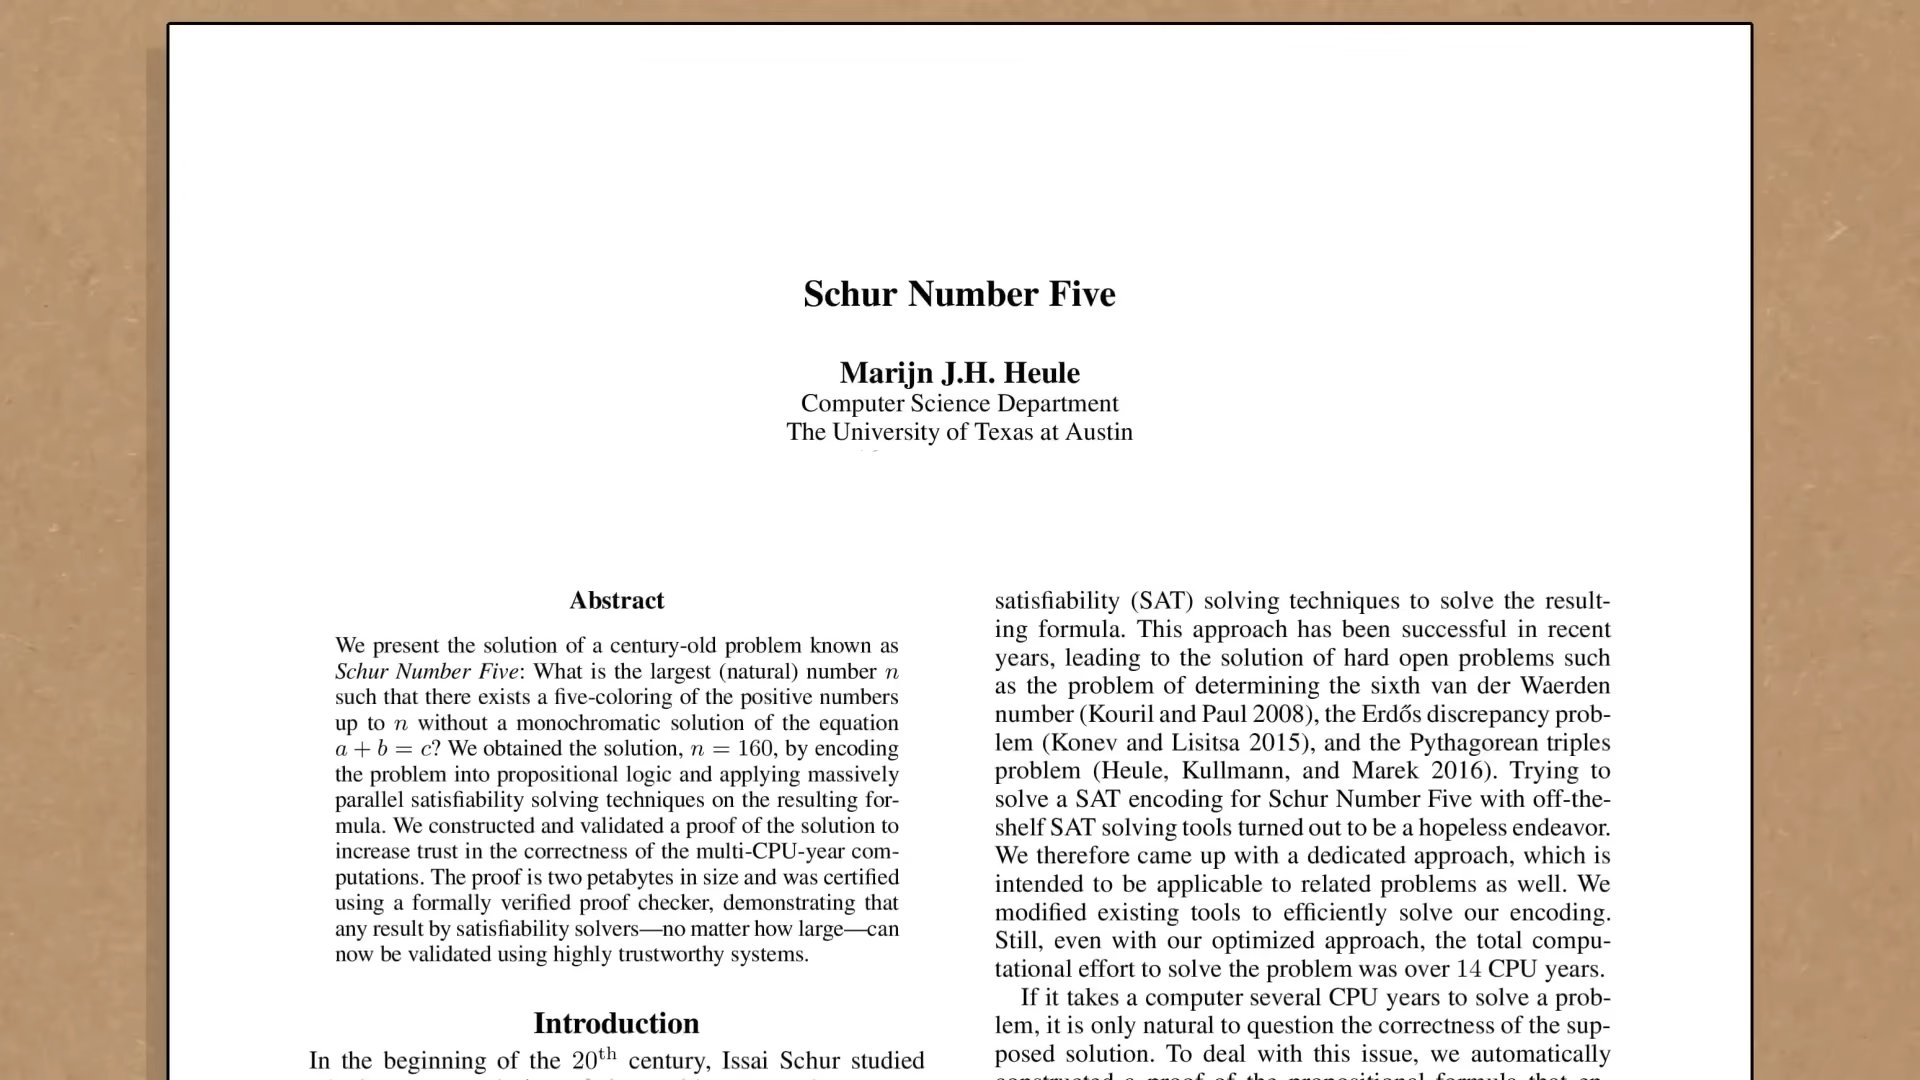 Schur Number Five
Marijn J.H. Heule
Computer Science Department
The University of Texas at Austin
Abstract
We present the solution of a century-old problem known as
Schur Number Five: What is the largest (natural) number n
such that there exists a five-coloring of the positive numbers
up to n without a monochromatic solution of the equation
a + b = c? We obtained the solution, n = 160, by encoding
the problem into propositional logic and applying massively
parallel satisfiability solving techniques on the resulting for-
mula. We constructed and validated a proof of the solution to
increase trust in the correctness of the multi-CPU-year com-
putations. The proof is two petabytes in size and was certified
using a formally verified proof checker, demonstrating that
any result by satisfiability solvers—no matter how large—can
now be validated using highly trustworthy systems.
Introduction
In the beginning of the 20th century, Issai Schur studied
satisfiability (SAT) solving techniques to solve the result-
ing formula. This approach has been successful in recent
years, leading to the solution of hard open problems such
as the problem of determining the sixth van der Waerden
number (Kouril and Paul 2008), the Erdős discrepancy prob-
lem (Konev and Lisitsa 2015), and the Pythagorean triples
problem (Heule, Kullmann, and Marek 2016). Trying to
solve a SAT encoding for Schur Number Five with off-the-
shelf SAT solving tools turned out to be a hopeless endeavor.
We therefore came up with a dedicated approach, which is
intended to be applicable to related problems as well. We
modified existing tools to efficiently solve our encoding.
Still, even with our optimized approach, the total compu-
tational effort to solve the problem was over 14 CPU years.
If it takes a computer several CPU years to solve a prob-
lem, it is only natural to question the correctness of the sup-
posed solution. To deal with this issue, we automatically
constructed a proof of the propositional formula that en-